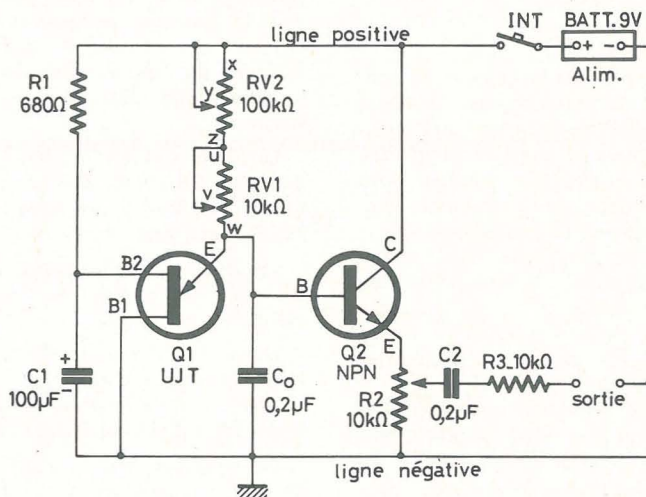 INT
BATT.9V
ligne positive
+ -
Alim.
R1
680Ω
x
y
RV2
100kΩ
z
u
v
RV1
10kΩ
w
E
B2
B1
Q1
UJT
C
B
E
Q2
NPN
+
C1
100µF
-
Co
0,2µF
R2
10kΩ
C2
0,2µF
R3_10kΩ
sortie
ligne négative